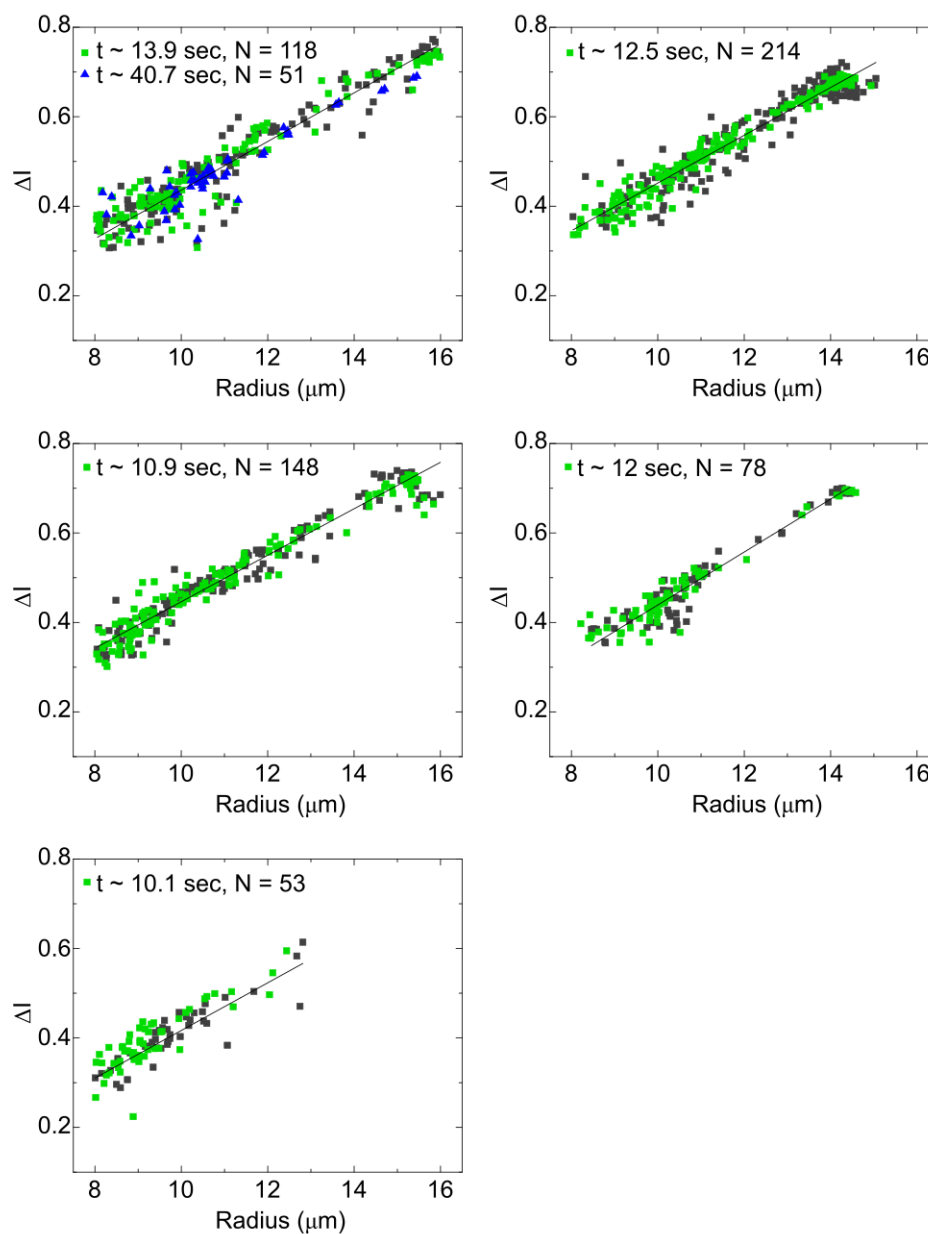 0.8
0.6
0.4
0.2
ΔI
t ~ 13.9 sec, N = 118
t ~ 40.7 sec, N = 51
8 10 12 14 16
Radius (μm)
0.8
0.6
0.4
0.2
ΔI
t ~ 12.5 sec, N = 214
8 10 12 14 16
Radius (μm)
0.8
0.6
0.4
0.2
ΔI
t ~ 10.9 sec, N = 148
8 10 12 14 16
Radius (μm)
0.8
0.6
0.4
0.2
ΔI
t ~ 12 sec, N = 78
8 10 12 14 16
Radius (μm)
0.8
0.6
0.4
0.2
ΔI
t ~ 10.1 sec, N = 53
8 10 12 14 16
Radius (μm)